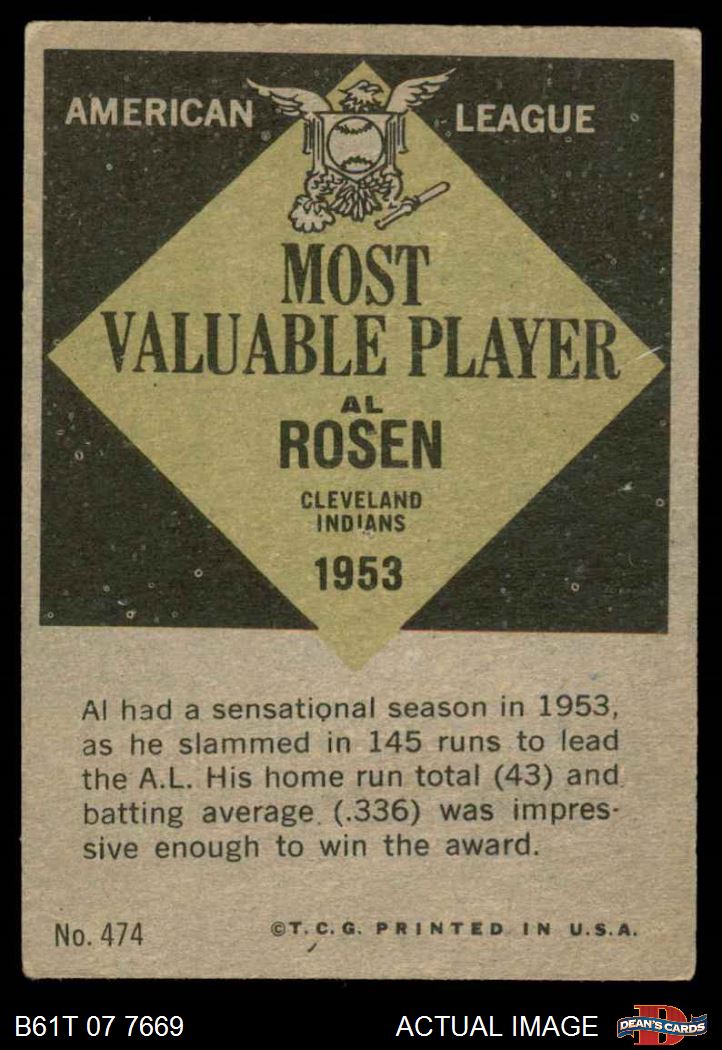 AMERICAN LEAGUE
MOST
VALUABLE PLAYER
AL
ROSEN
CLEVELAND
INDIANS
1953
Al had a sensational season in 1953,
as he slammed in 145 runs to lead
the A.L. His home run total (43) and
batting average (.336) was impres-
sive enough to win the award.
No. 474 ©T.C.G. PRINTED IN U.S.A.
B61T 07 7669 ACTUAL IMAGE DEAN'S CARDS